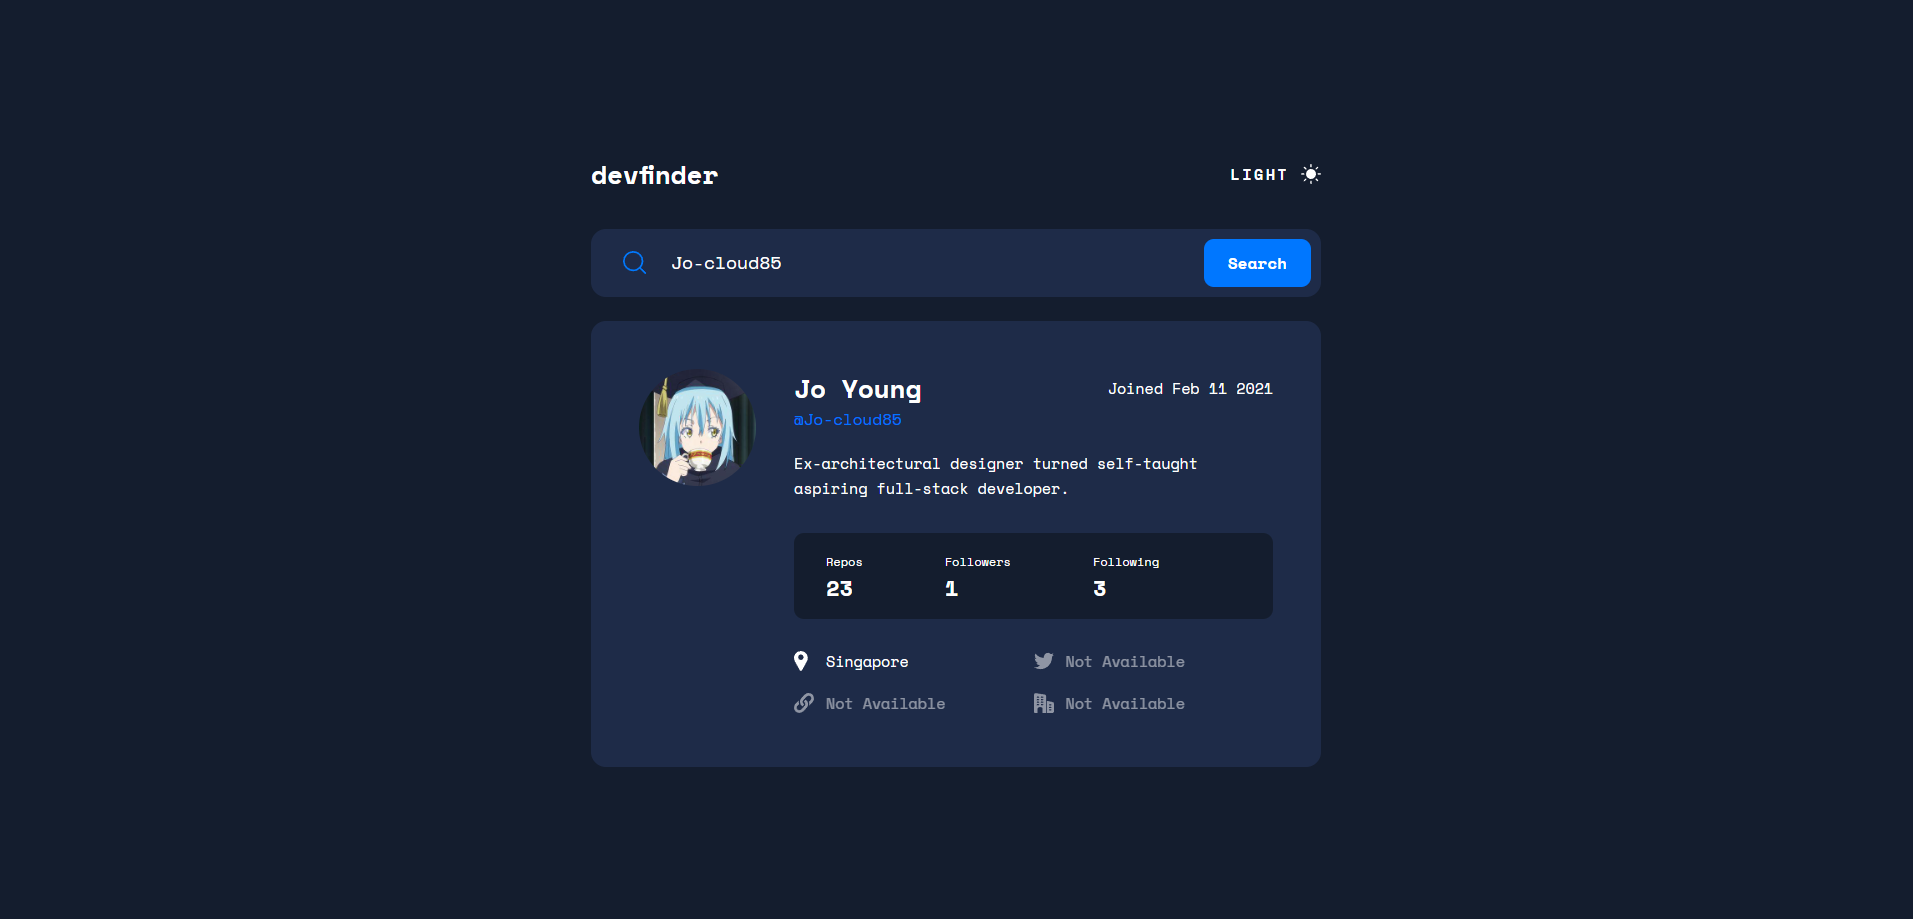 devfinder
LIGHT
Jo-cloud85
Search
Jo Young
Joined Feb 11 2021
@Jo-cloud85
Ex-architectural designer turned self-taught
aspiring full-stack developer.
Repos
Followers
Following
23
1
3
Singapore
Not Available
Not Available
Not Available